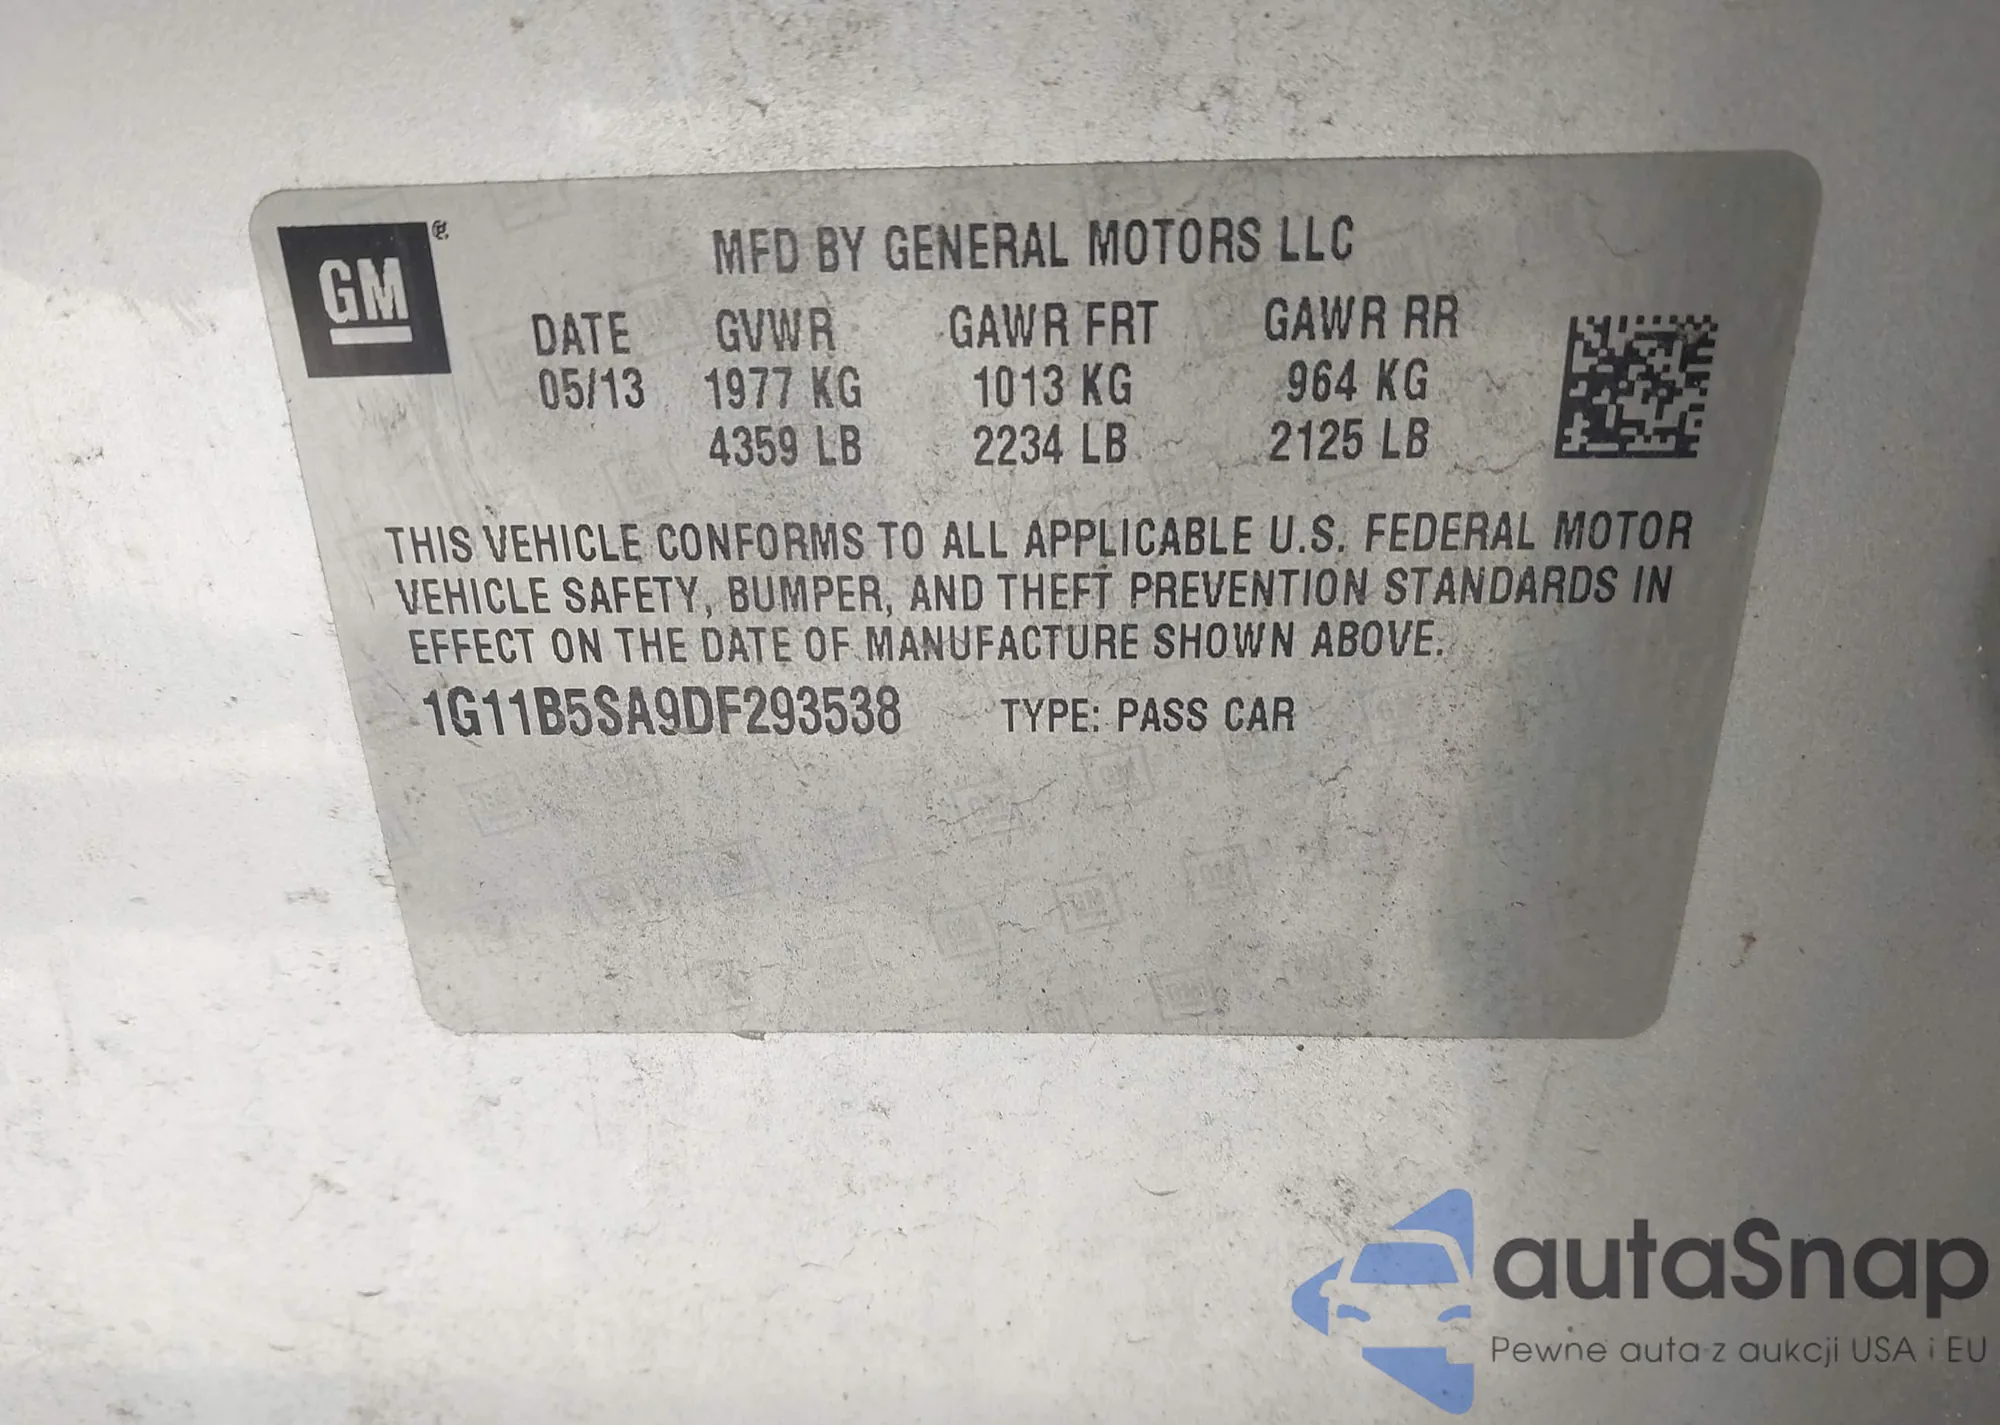 GM®
MFD BY GENERAL MOTORS LLC
DATE GVWR GAWR FRT GAWR RR
05/13 1977 KG 1013 KG 964 KG
4359 LB 2234 LB 2125 LB
THIS VEHICLE CONFORMS TO ALL APPLICABLE U.S. FEDERAL MOTOR
VEHICLE SAFETY, BUMPER, AND THEFT PREVENTION STANDARDS IN
EFFECT ON THE DATE OF MANUFACTURE SHOWN ABOVE.
1G11B5SA9DF293538 TYPE: PASS CAR
autaSnap
Pewne auta z aukcji USA i EU